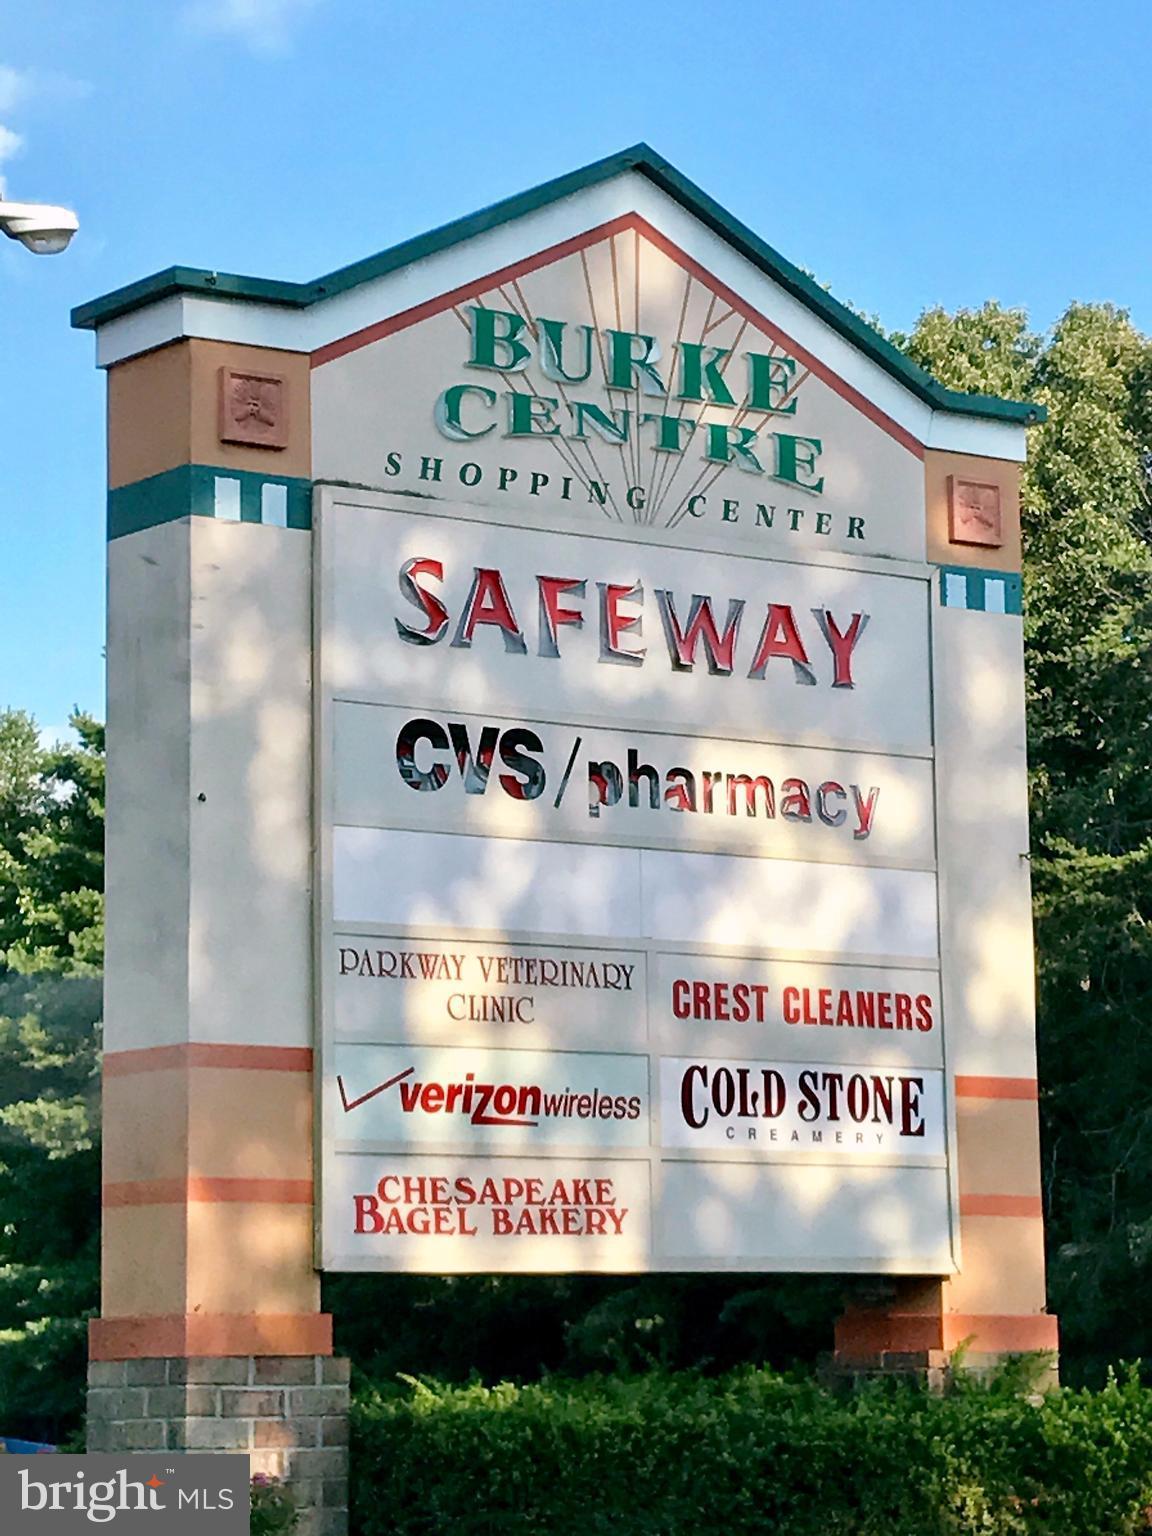 BURKE
CENTRE
SHOPPING CENTER
SAFEWAY
CVS/pharmacy
PARKWAY VETERINARY
CLINIC
CREST CLEANERS
verizonwireless
COLD STONE
CREAMERY
CHESAPEAKE
BAGEL BAKERY
bright™ MLS